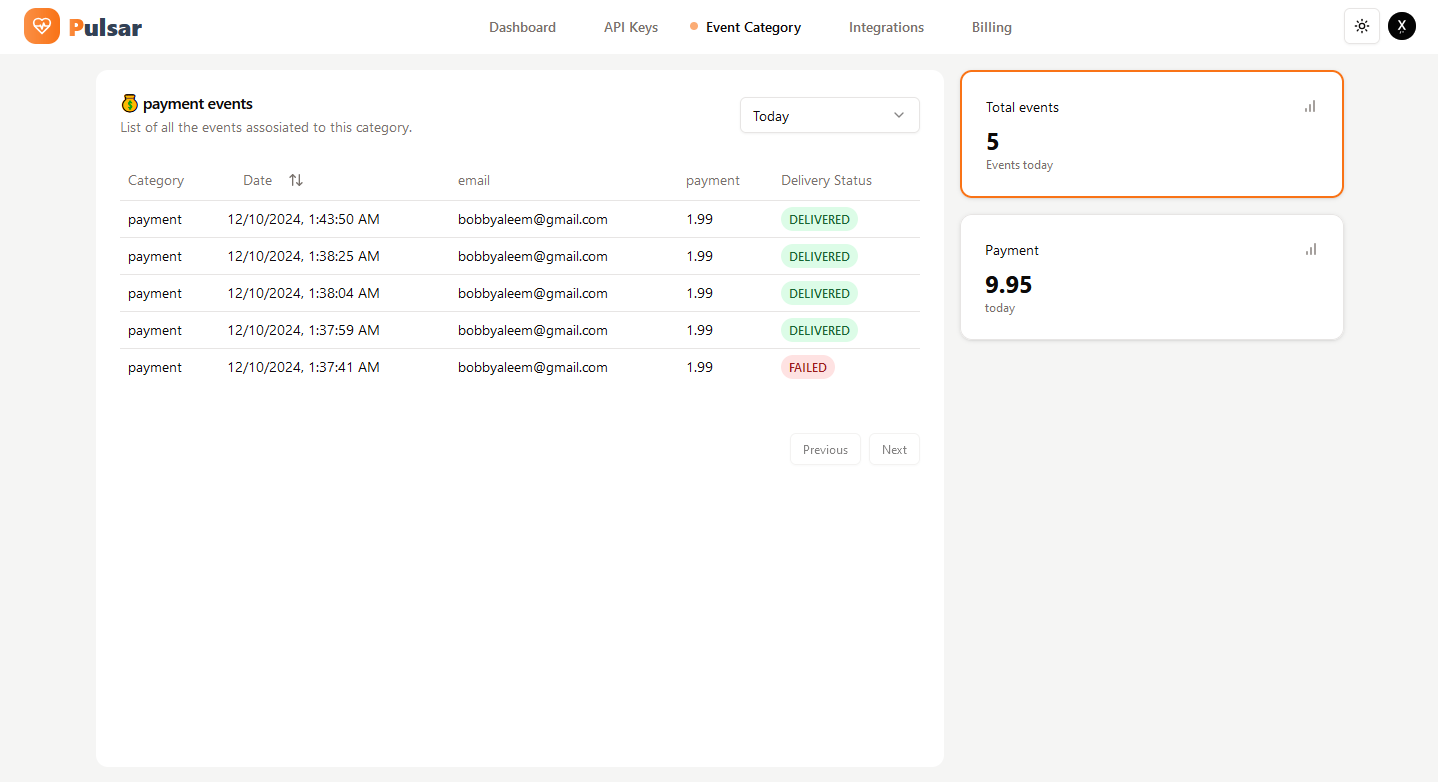 Pulsar
Dashboard API Keys Event Category Integrations Billing X
💰 payment events
List of all the events assosiated to this category.
Today
Category Date email payment Delivery Status
payment 12/10/2024, 1:43:50 AM bobbyaleem@gmail.com 1.99 DELIVERED
payment 12/10/2024, 1:38:25 AM bobbyaleem@gmail.com 1.99 DELIVERED
payment 12/10/2024, 1:38:04 AM bobbyaleem@gmail.com 1.99 DELIVERED
payment 12/10/2024, 1:37:59 AM bobbyaleem@gmail.com 1.99 DELIVERED
payment 12/10/2024, 1:37:41 AM bobbyaleem@gmail.com 1.99 FAILED
Previous Next
Total events
5
Events today
Payment
9.95
today